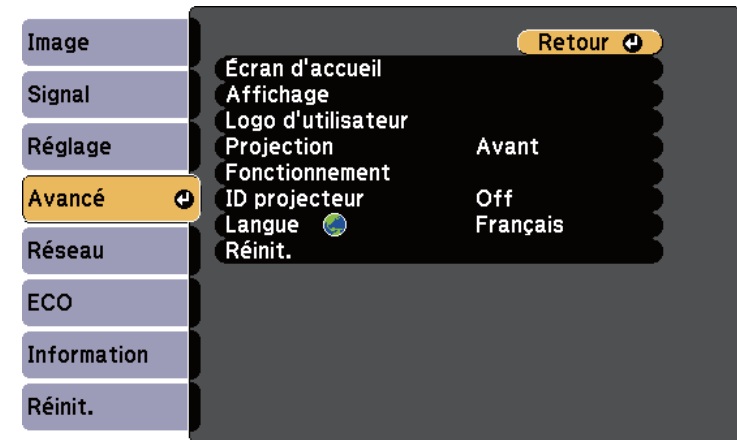 Image
Signal
Réglage
Avancé
Réseau
ECO
Information
Réinit.
Retour
Écran d'accueil
Affichage
Logo d'utilisateur
Projection Avant
Fonctionnement
ID projecteur Off
Langue Français
Réinit.